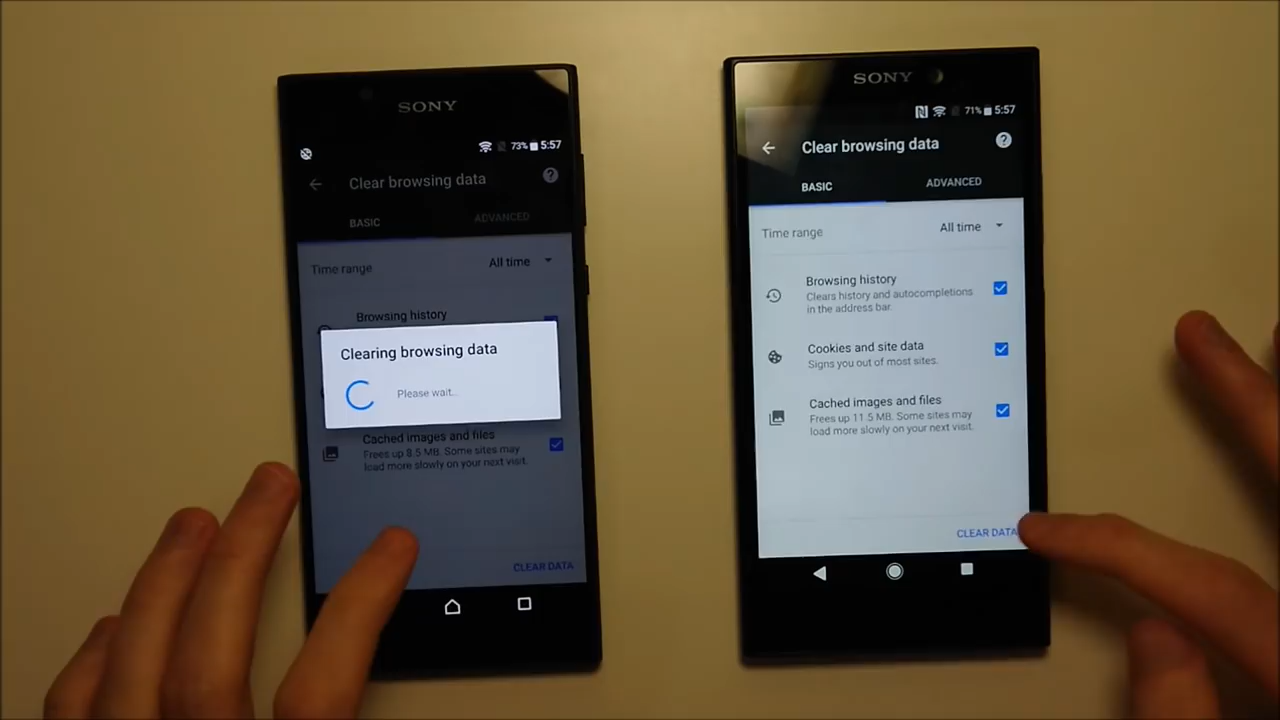 SONY
73% 5:57
Clear browsing data
BASIC
ADVANCED
Time range
All time
Browsing history
Clearing browsing data
Please wait...
Cached images and files
Frees up 8.5 MB. Some sites may
load more slowly on your next visit.
CLEAR DATA
SONY
71% 5:57
Clear browsing data
BASIC
ADVANCED
Time range
All time
Browsing history
Clears history and autocompletions
in the address bar.
Cookies and site data
Signs you out of most sites.
Cached images and files
Frees up 11.5 MB. Some sites may
load more slowly on your next visit.
CLEAR DATA